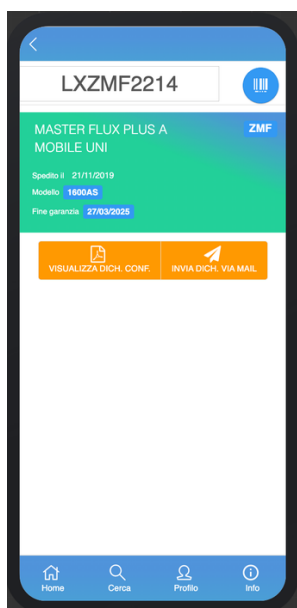 LXZMF2214
MASTER FLUX PLUS A
MOBILE UNI
ZMF
Spedito il 21/11/2019
Modello 1600AS
Fine garanzia 27/03/2025
VISUALIZZA DICH. CONF.
INVIA DICH. VIA MAIL
Home
Cerca
Profilo
Info